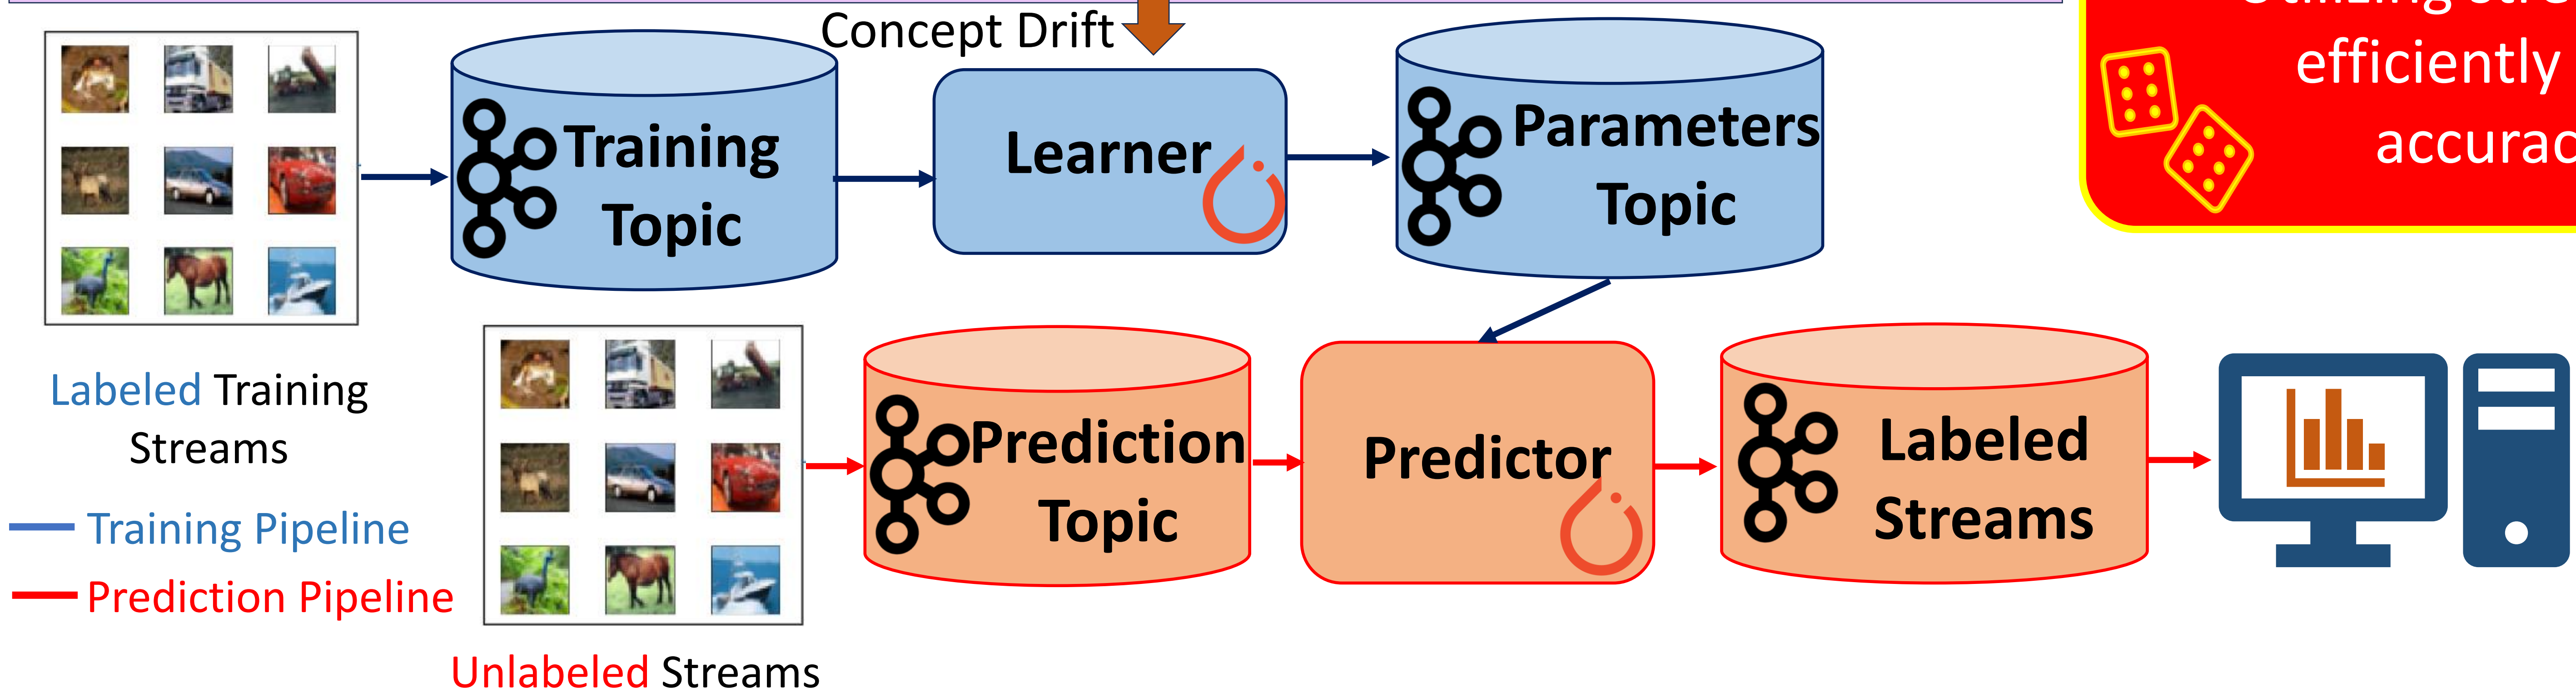 Concept Drift
efficiently
Training
Topic
Learner
Parameters
Topic
Labeled Training
Streams
Training Pipeline
Prediction Pipeline
Prediction
Topic
Predictor
Labeled
Streams
Unlabeled Streams